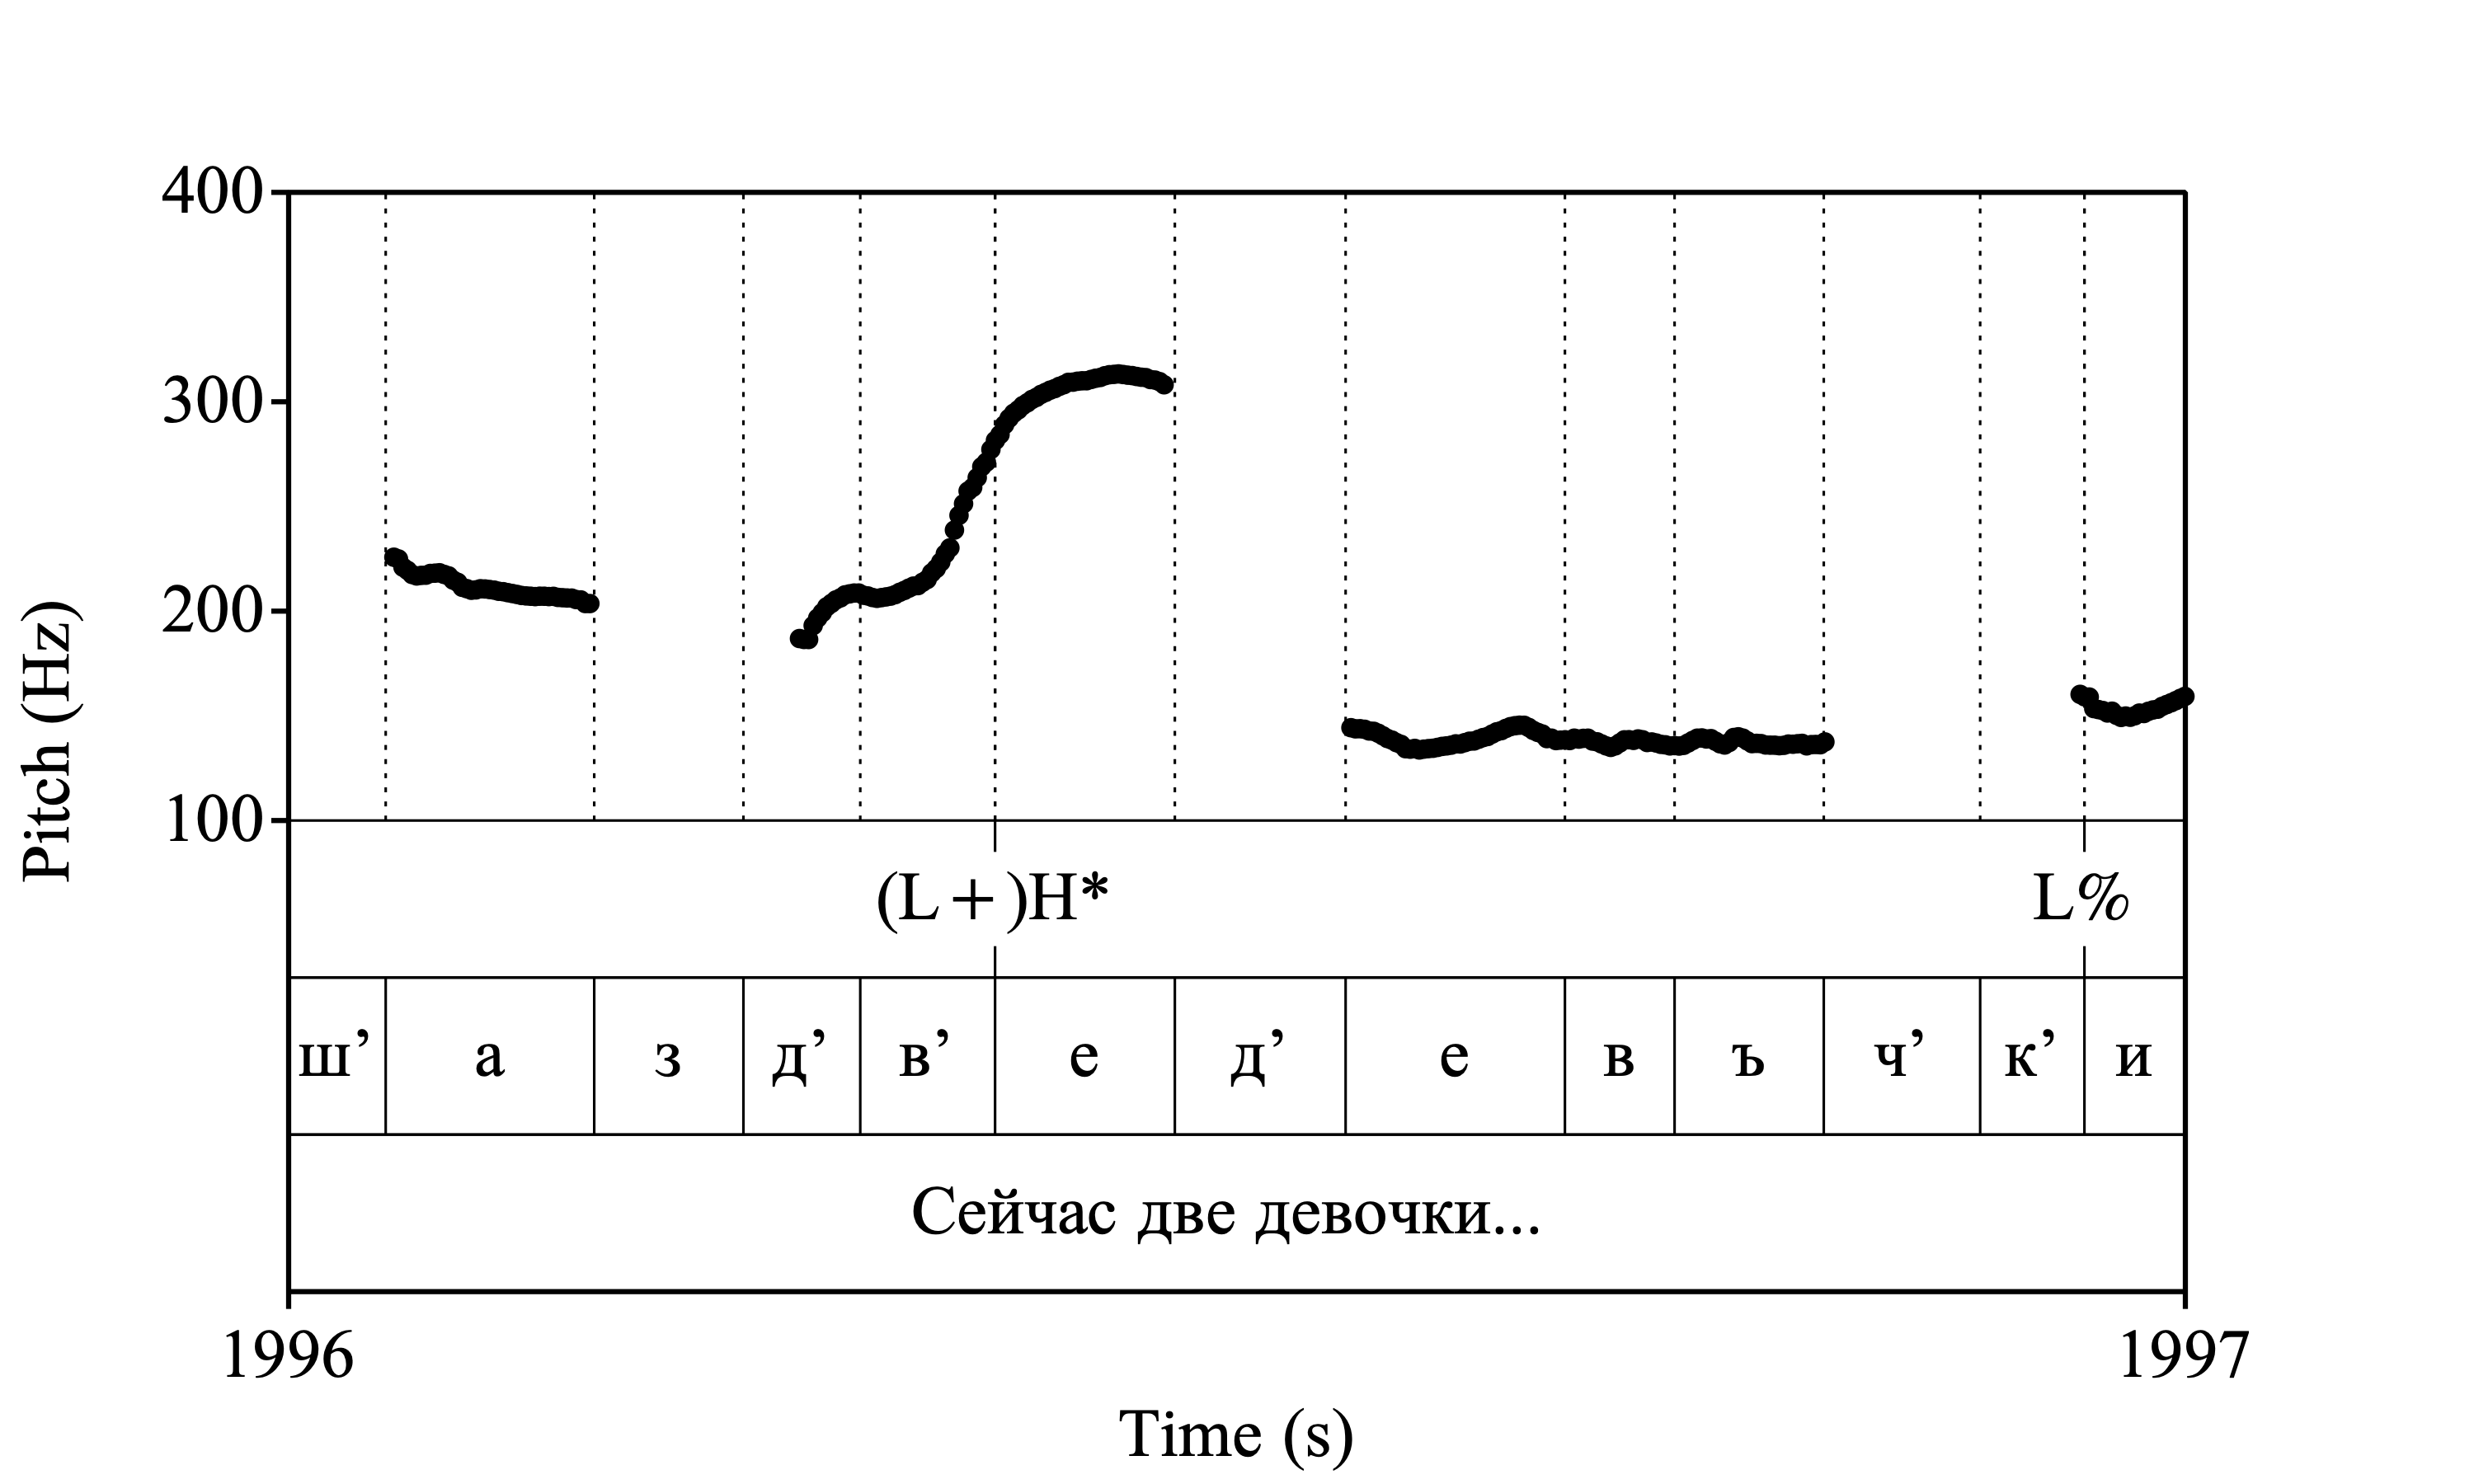 400
300
200
100
Pitch (Hz)
(L + )H* L%
ш’ а з д’ в’ е д’ е в ъ ч’ к’ и
Сейчас две девочки...
1996 1997
Time (s)